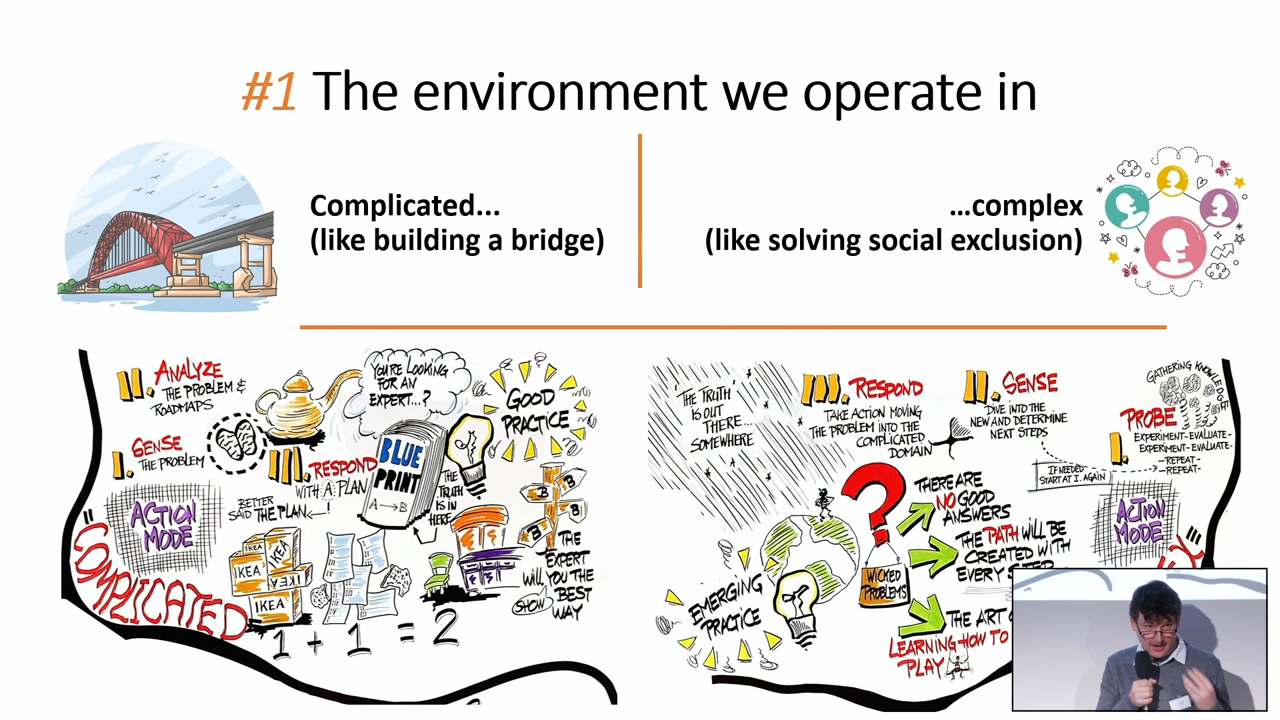 #1 The environment we operate in
Complicated...
(like building a bridge)
...complex
(like solving social exclusion)
II. ANALYZE
THE PROBLEM &
ROADMAPS
I. SENSE
THE PROBLEM
III. RESPOND
WITH A PLAN
BETTER
SAID THE PLAN
!
ACTION
MODE
"COMPLICATED
YOU'RE LOOKING
FOR AN
EXPERT...?
BLUE
PRINT
A → B
THE
TRUTH
IS IN
HERE
GOOD
PRACTICE
B
B
B
IKEA
IKEA
IKEA
IKEA
IKEA
THE
EXPERT
WILL YOU THE
SHOW BEST
WAY
1 + 1 = 2
'THE TRUTH'
IS OUT
THERE...
SOMEWHERE
III. RESPOND
TAKE ACTION MOVING
THE PROBLEM INTO THE
COMPLICATED
DOMAIN
II. SENSE
DIVE INTO THE
NEW AND DETERMINE
NEXT STEPS
GATHERING KNOWLEDGE
I. PROBE
EXPERIMENT-EVALUATE-
EXPERIMENT-EVALUATE-
-REPEAT-
-REPEAT-
IF NEEDED
START AT I. AGAIN
ACTION
MODE
?
WICKED
PROBLEMS
THERE ARE
NO GOOD
ANSWERS
THE PATH WILL BE
CREATED WITH
EVERY
EMERGING
PRACTICE
THE ART
LEARNING HOW TO
PLAY